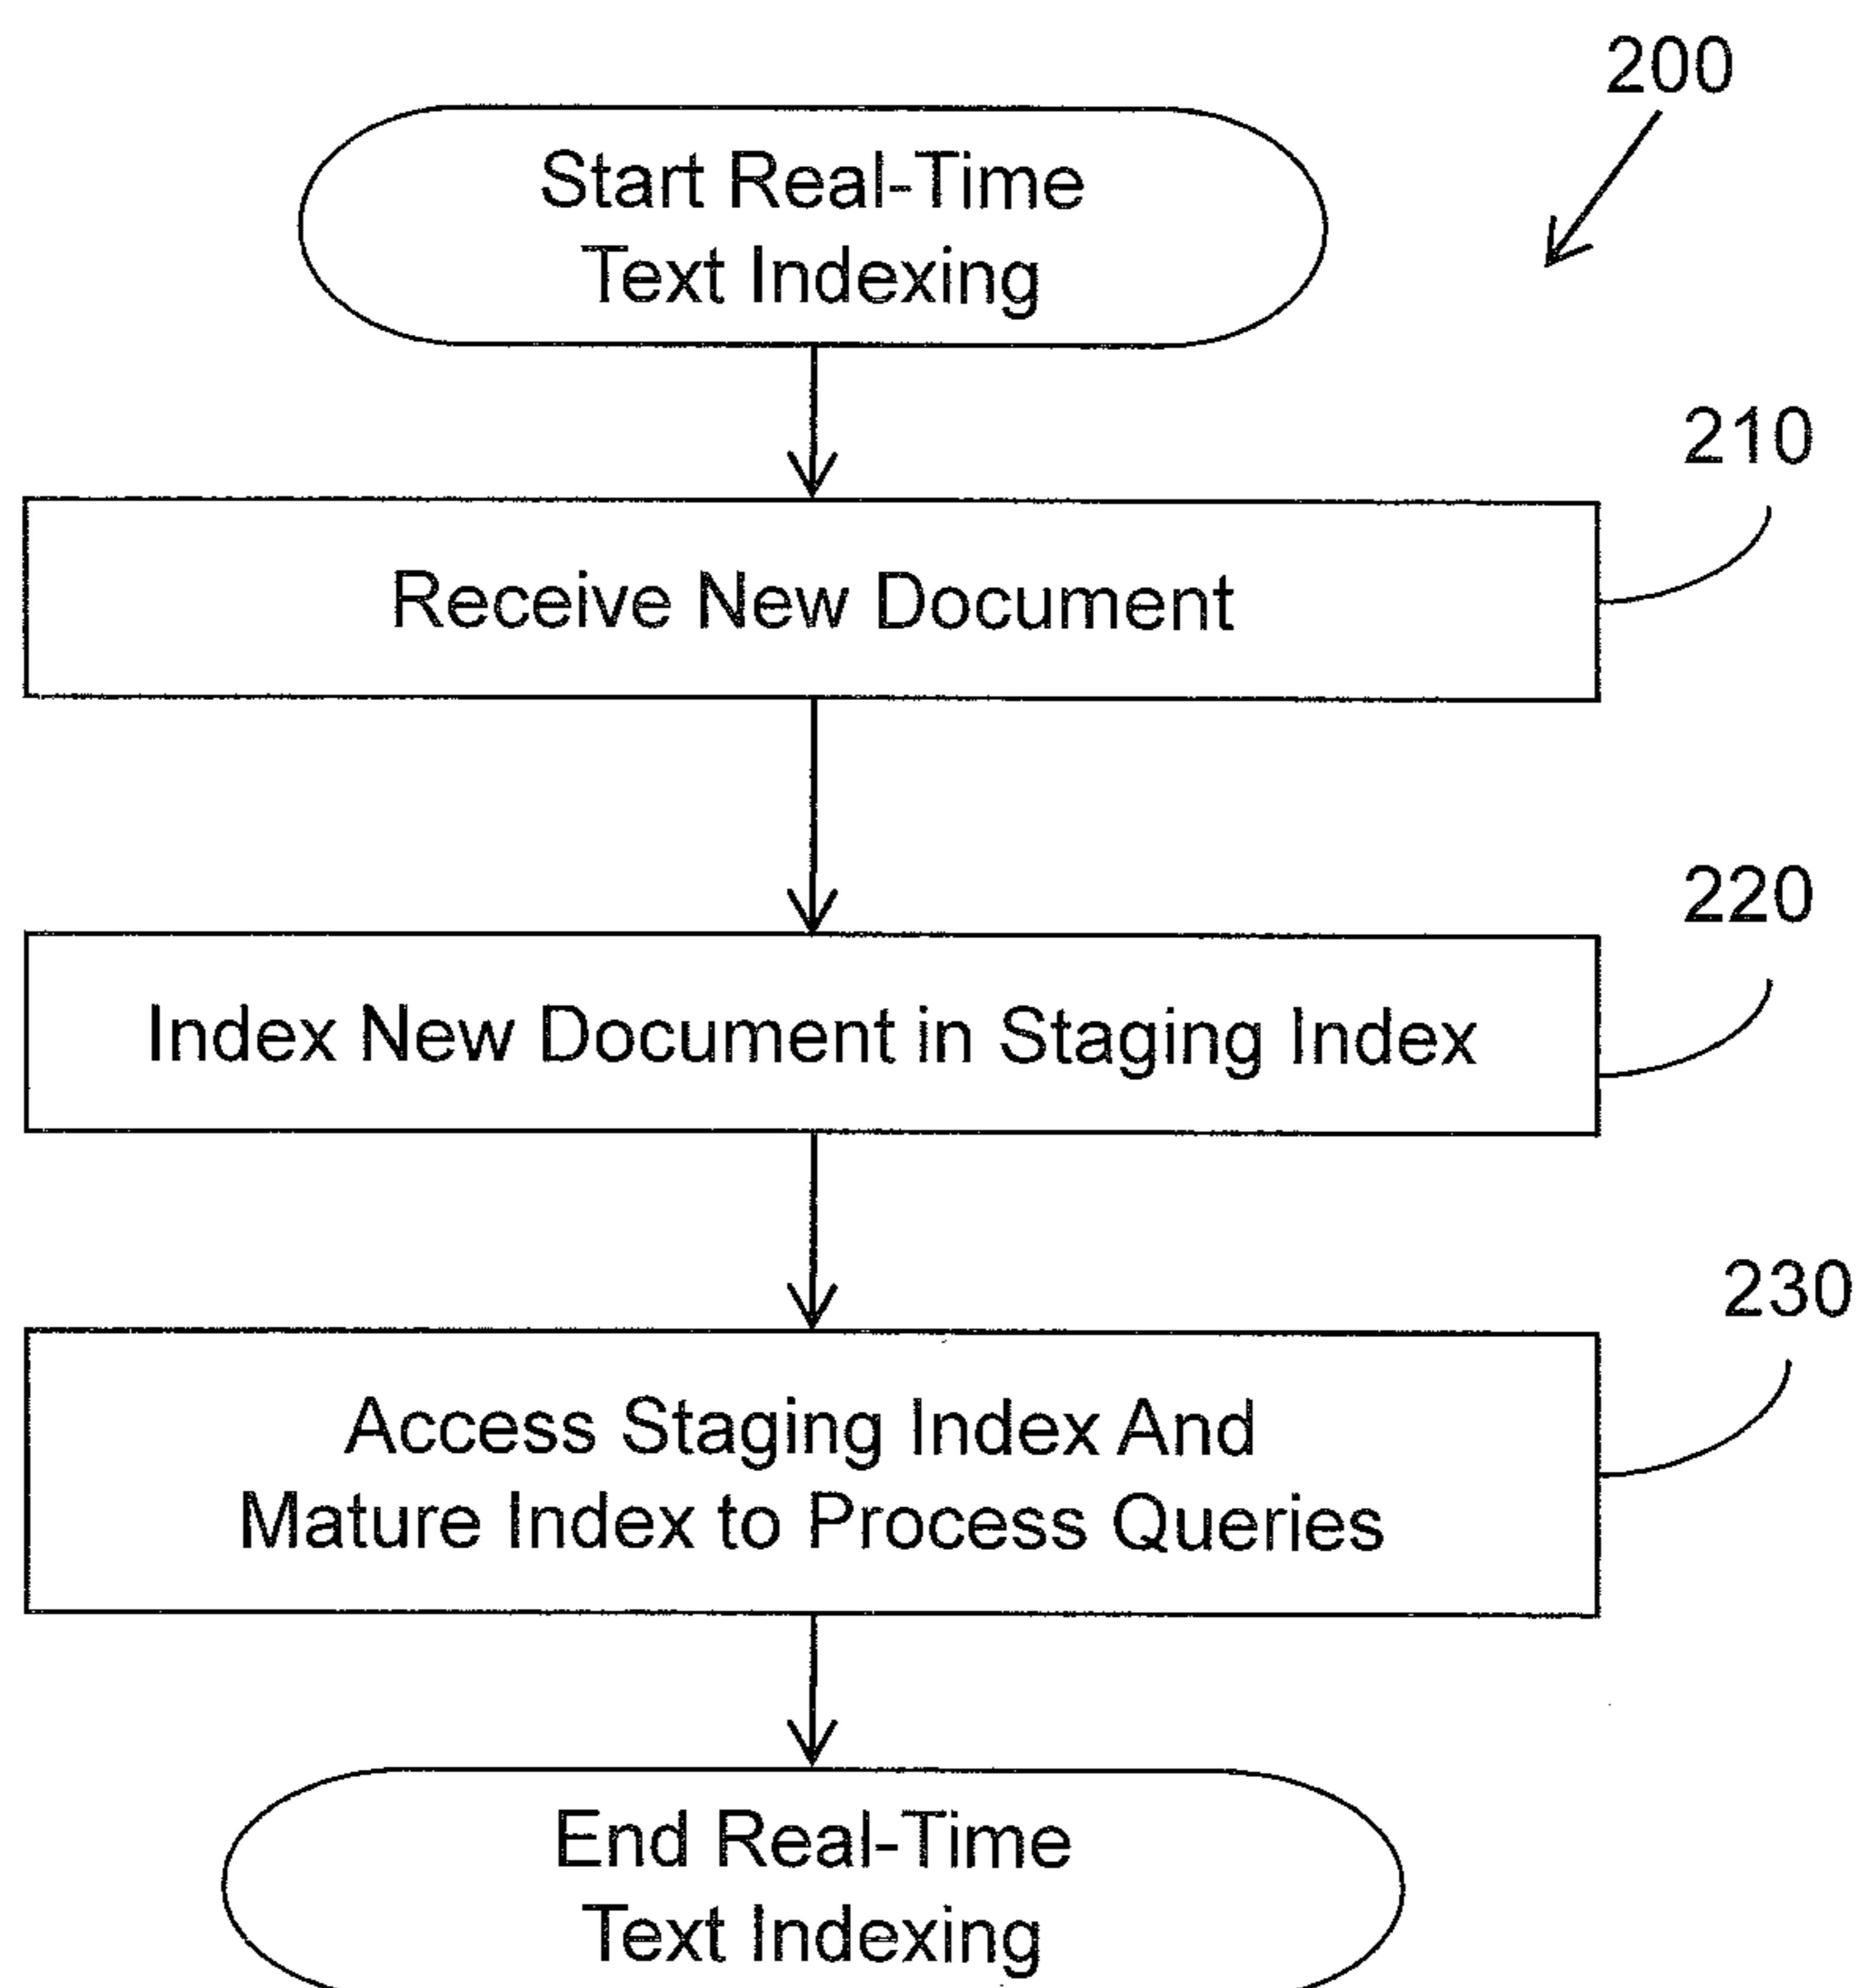 200
Start Real-Time
Text Indexing
210
Receive New Document
220
Index New Document in Staging Index
230
Access Staging Index And
Mature Index to Process Queries
End Real-Time
Text Indexing